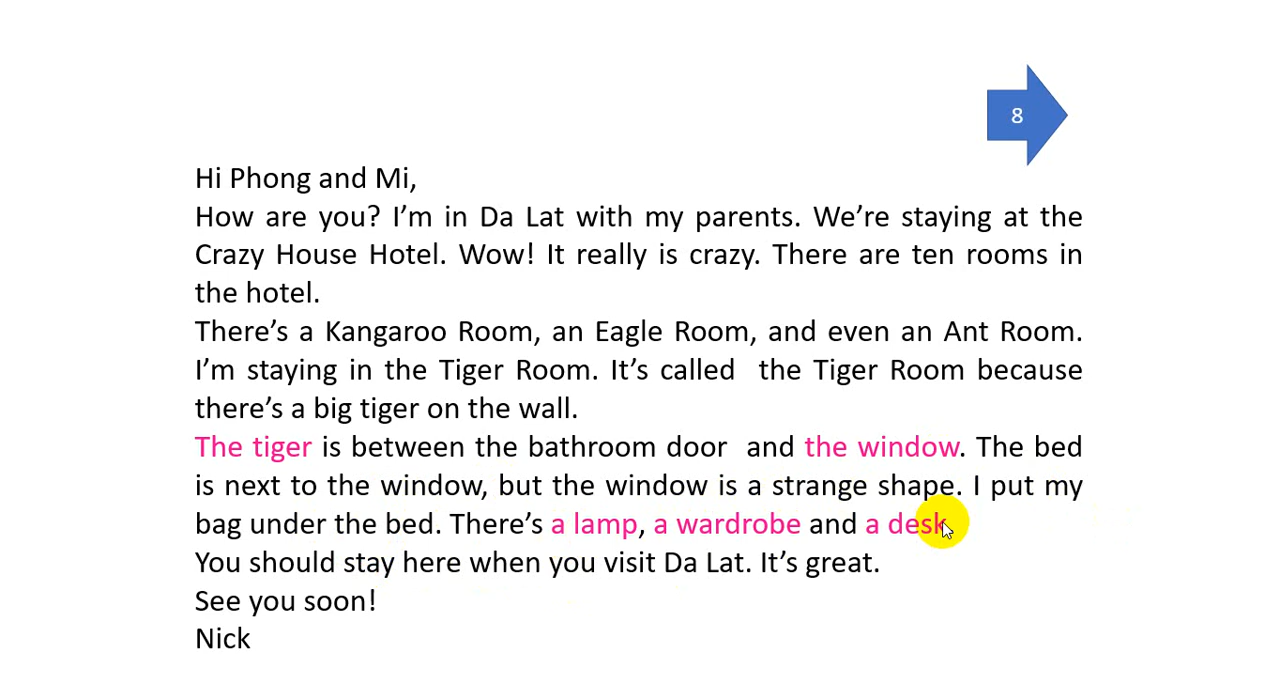 8
Hi Phong and Mi,
How are you? I’m in Da Lat with my parents. We’re staying at the
Crazy House Hotel. Wow! It really is crazy. There are ten rooms in
the hotel.
There’s a Kangaroo Room, an Eagle Room, and even an Ant Room.
I’m staying in the Tiger Room. It’s called the Tiger Room because
there’s a big tiger on the wall.
The tiger is between the bathroom door and the window. The bed
is next to the window, but the window is a strange shape. I put my
bag under the bed. There’s a lamp, a wardrobe and a desk.
You should stay here when you visit Da Lat. It’s great.
See you soon!
Nick